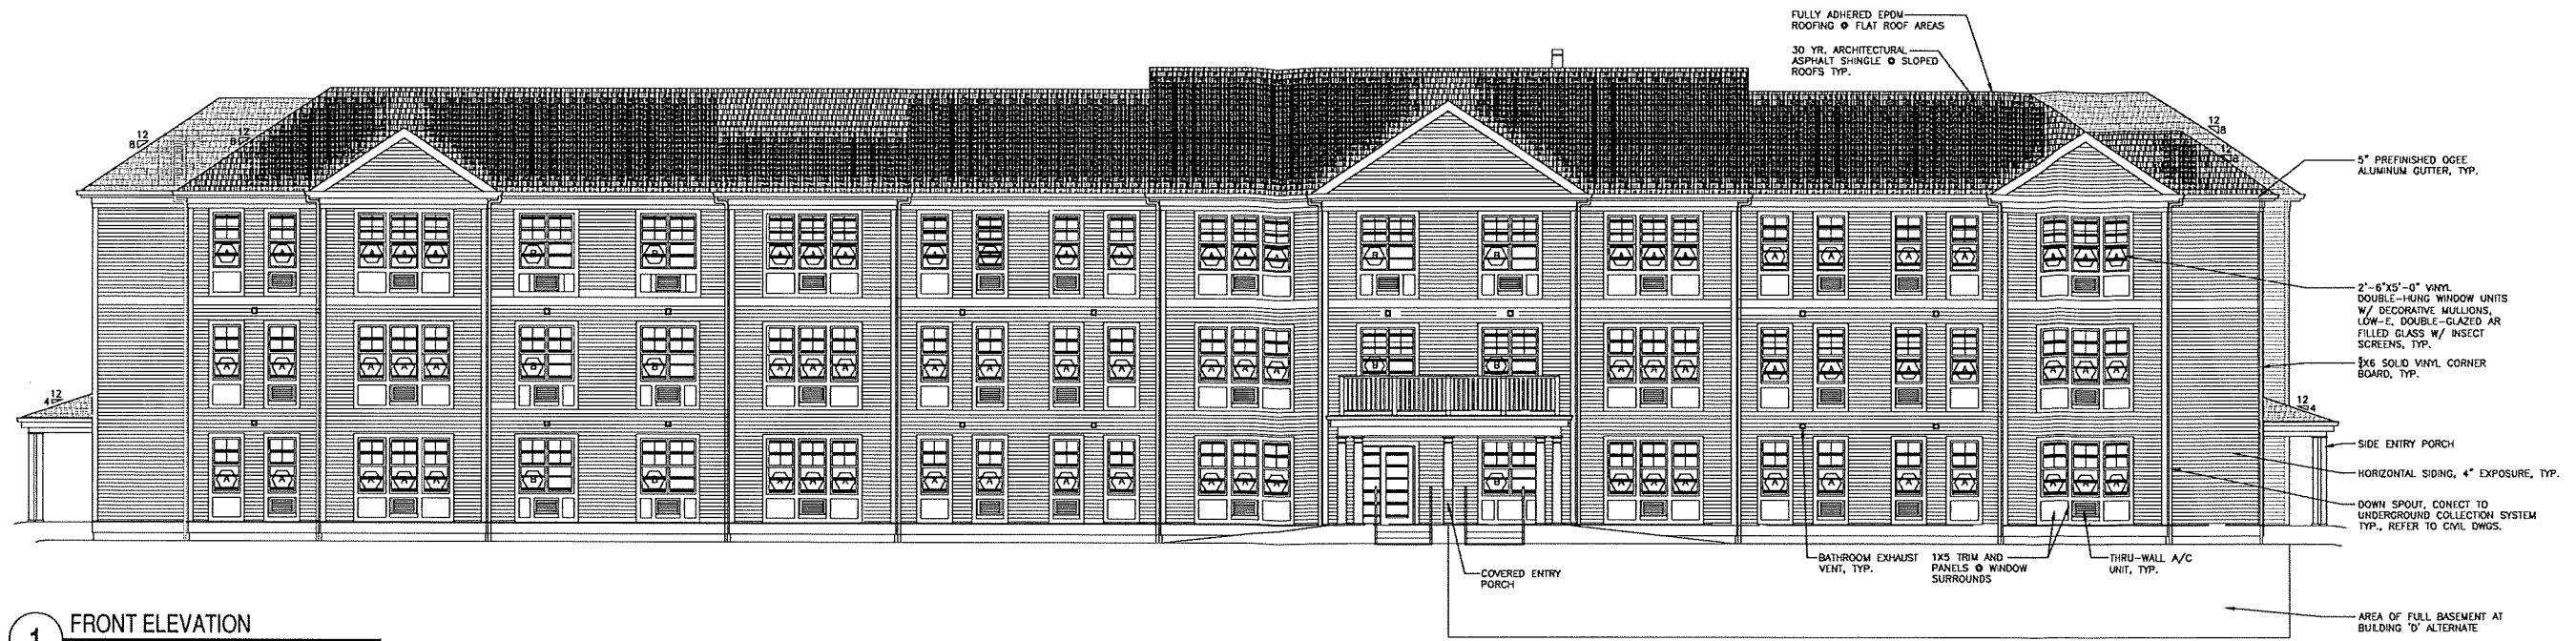 FULLY ADHERED EPDM
ROOFING @ FLAT ROOF AREAS
30 YR. ARCHITECTURAL
ASPHALT SHINGLE @ SLOPED
ROOFS TYP.
12
8
12
8
12
8
12
8
5" PREFINISHED OGEE
ALUMINUM GUTTER, TYP.
A A A A A B B A A A A A A A A A A B B A A A A A A A A A A
2'-6"X5'-0" VINYL
DOUBLE-HUNG WINDOW UNITS
W/ DECORATIVE MULLIONS,
LOW-E, DOUBLE-GLAZED AR
FILLED GLASS W/ INSECT
SCREENS, TYP.
A A A A A B B A A A A A A A A A A B B A A A A A A A A A A
X6 SOLID VINYL CORNER
BOARD, TYP.
12
4
12
4
SIDE ENTRY PORCH
A A A A A B B A A A A A A A A A A B A A A A A A A A A A
HORIZONTAL SIDING, 4" EXPOSURE, TYP.
DOWN SPOUT, CONECT TO
UNDERGROUND COLLECTION SYSTEM
TYP., REFER TO CIVIL DWGS.
COVERED ENTRY
PORCH
BATHROOM EXHAUST
VENT, TYP.
1X5 TRIM AND
PANELS @ WINDOW
SURROUNDS
THRU-WALL A/C
UNIT, TYP.
1 FRONT ELEVATION
AREA OF FULL BASEMENT AT
BUILDING 'D' ALTERNATE